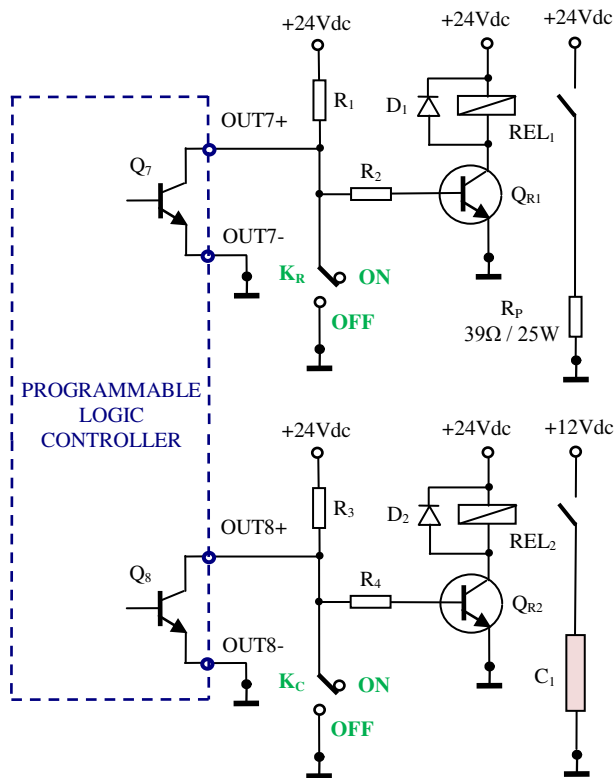 +24Vdc
+24Vdc
+24Vdc
R1
D1
REL1
OUT7+
Q7
R2
QR1
OUT7-
KR
ON
OFF
RP
39Ω / 25W
PROGRAMMABLE
LOGIC
CONTROLLER
+24Vdc
+24Vdc
+12Vdc
R3
D2
REL2
OUT8+
Q8
R4
QR2
OUT8-
KC
ON
OFF
C1